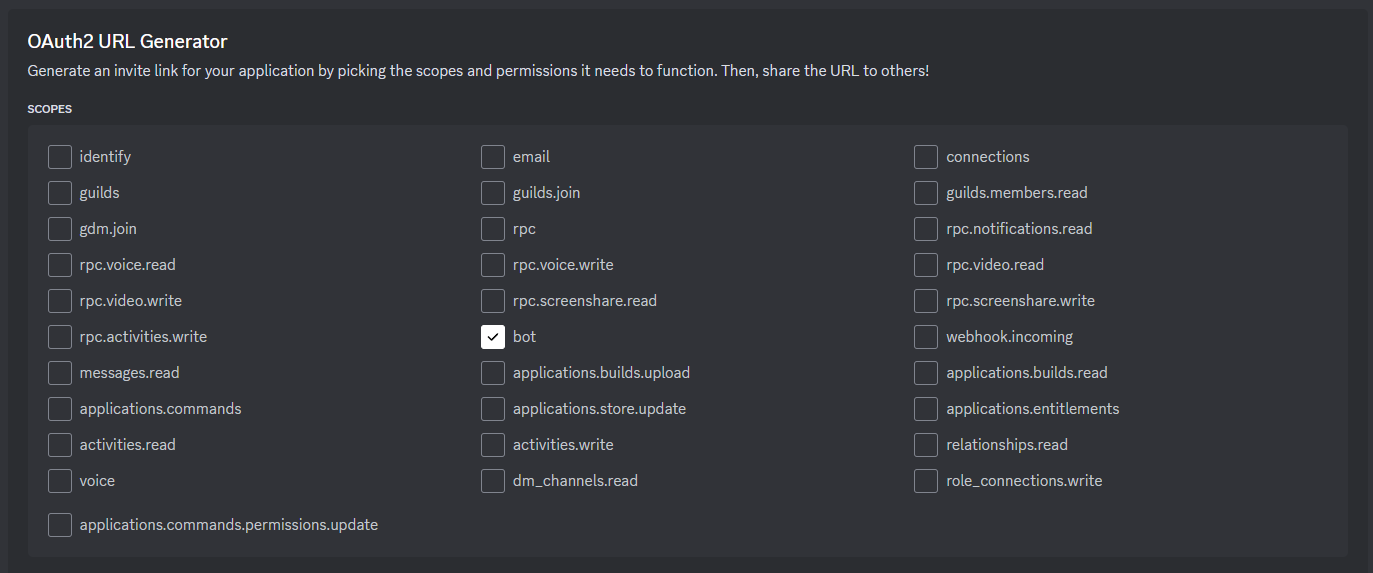 OAuth2 URL Generator
Generate an invite link for your application by picking the scopes and permissions it needs to function. Then, share the URL to others!
SCOPES
identify email connections
guilds guilds.join guilds.members.read
gdm.join rpc rpc.notifications.read
rpc.voice.read rpc.voice.write rpc.video.read
rpc.video.write rpc.screenshare.read rpc.screenshare.write
rpc.activities.write bot webhook.incoming
messages.read applications.builds.upload applications.builds.read
applications.commands applications.store.update applications.entitlements
activities.read activities.write relationships.read
voice dm_channels.read role_connections.write
applications.commands.permissions.update